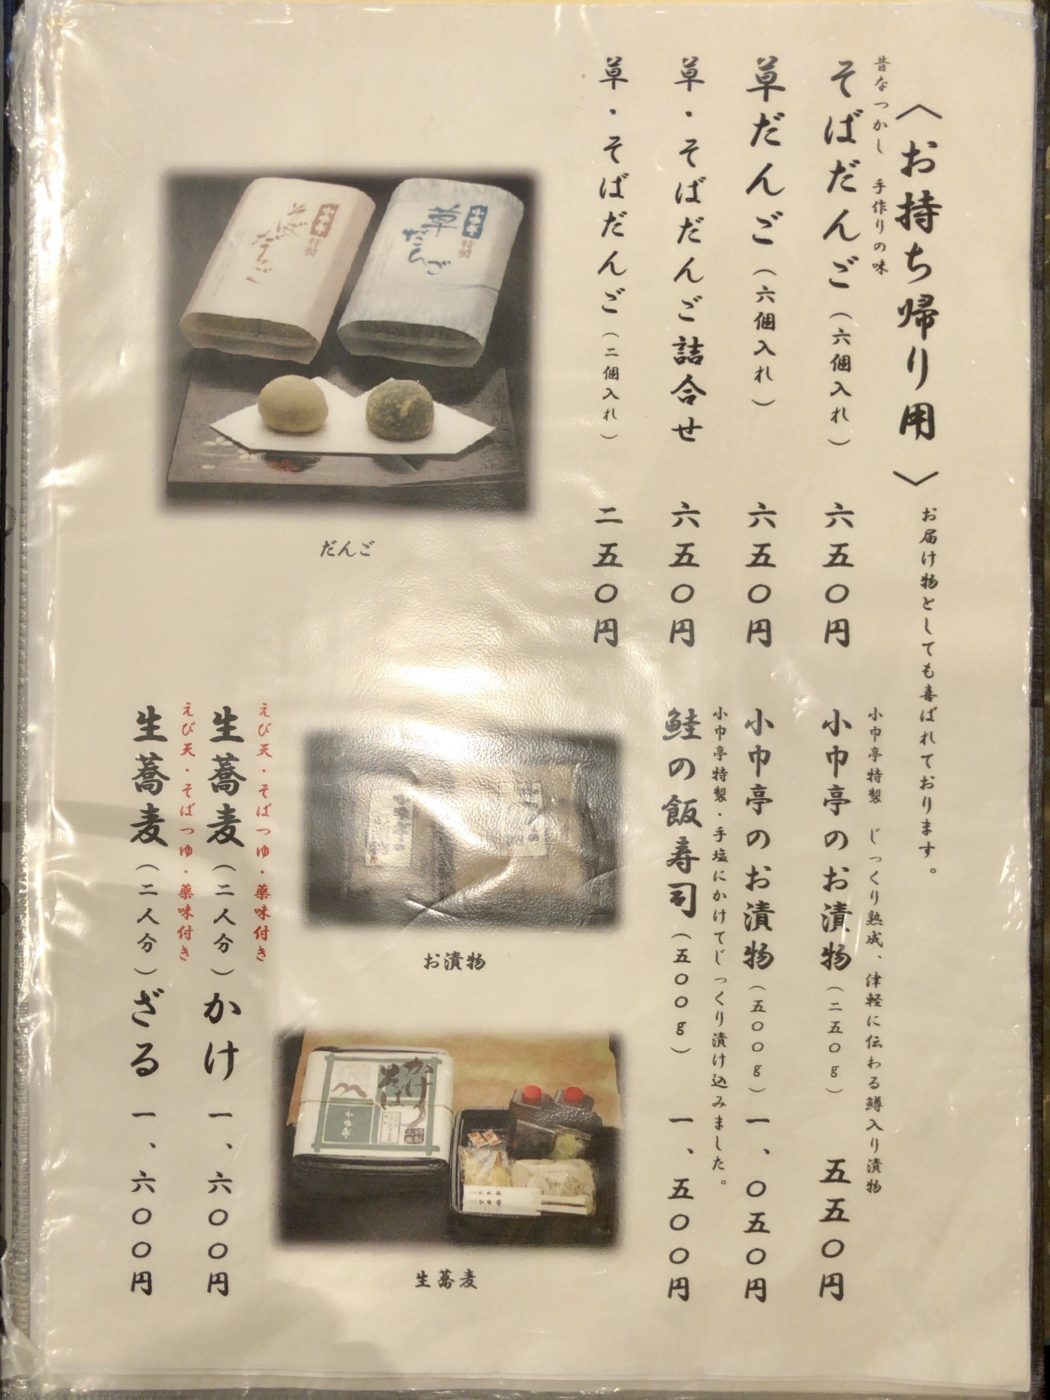 〈お持ち帰り用〉
お届け物としても喜ばれております。
昔なつかし 手作りの味
そばだんご(六個入れ) 六五〇円
草だんご(六個入れ) 六五〇円
草・そばだんご詰合せ 六五〇円
草・そばだんご(二個入れ) 二五〇円
だんご
小巾亭特製 じっくり熟成、津軽に伝わる鱒入り漬物
小巾亭のお漬物(二五〇g) 五五〇円
小巾亭のお漬物(五〇〇g) 一、〇五〇円
小巾亭特製・手塩にかけてじっくり漬け込みました。
鮭の飯寿司(五〇〇g) 一、五〇〇円
お漬物
生蕎麦
えび天・そばつゆ・薬味付き
生蕎麦(二人分)かけ 一、六〇〇円
えび天・そばつゆ・薬味付き
生蕎麦(二人分)ざる 一、六〇〇円
草だんご
だんご
かけそば